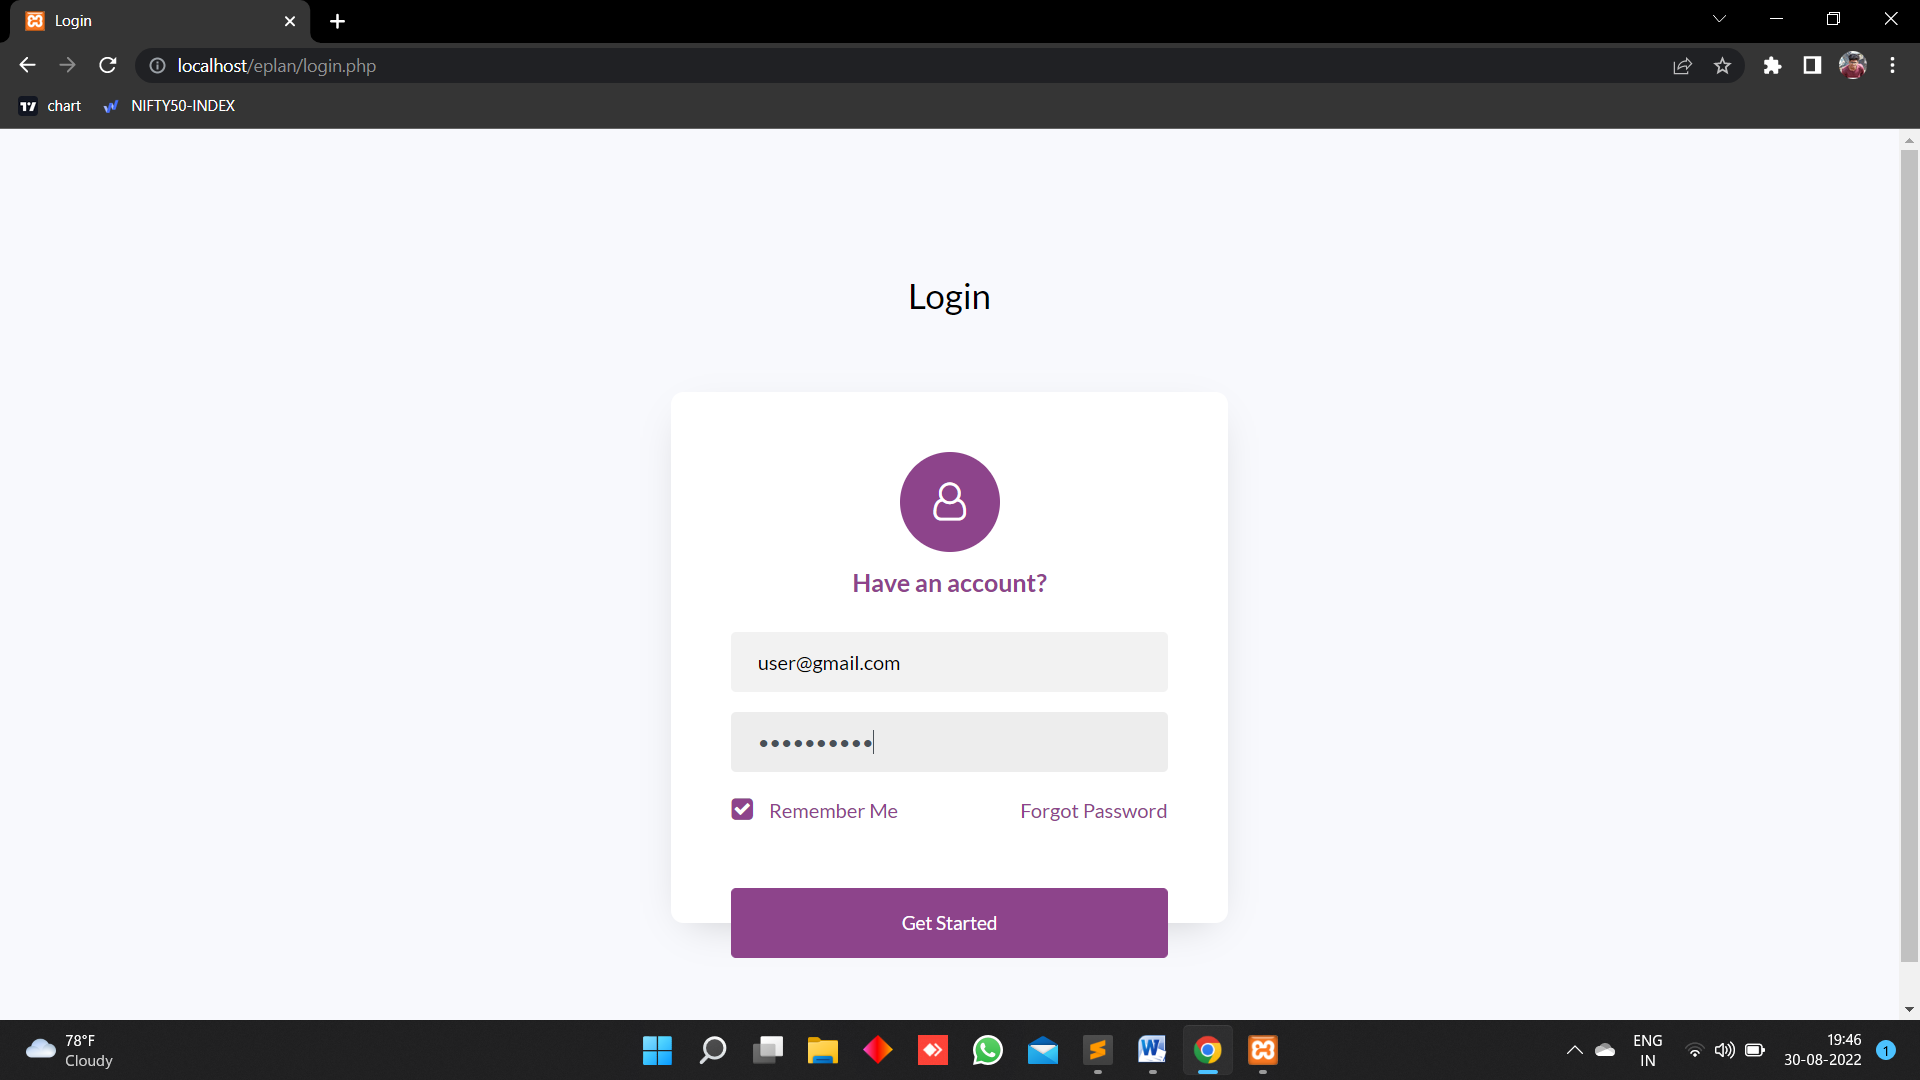 Login
localhost/eplan/login.php
chart NIFTY50-INDEX
Login
Have an account?
user@gmail.com
••••••••••
Remember Me Forgot Password
Get Started
78°F
Cloudy
ENG
IN
19:46
30-08-2022
1